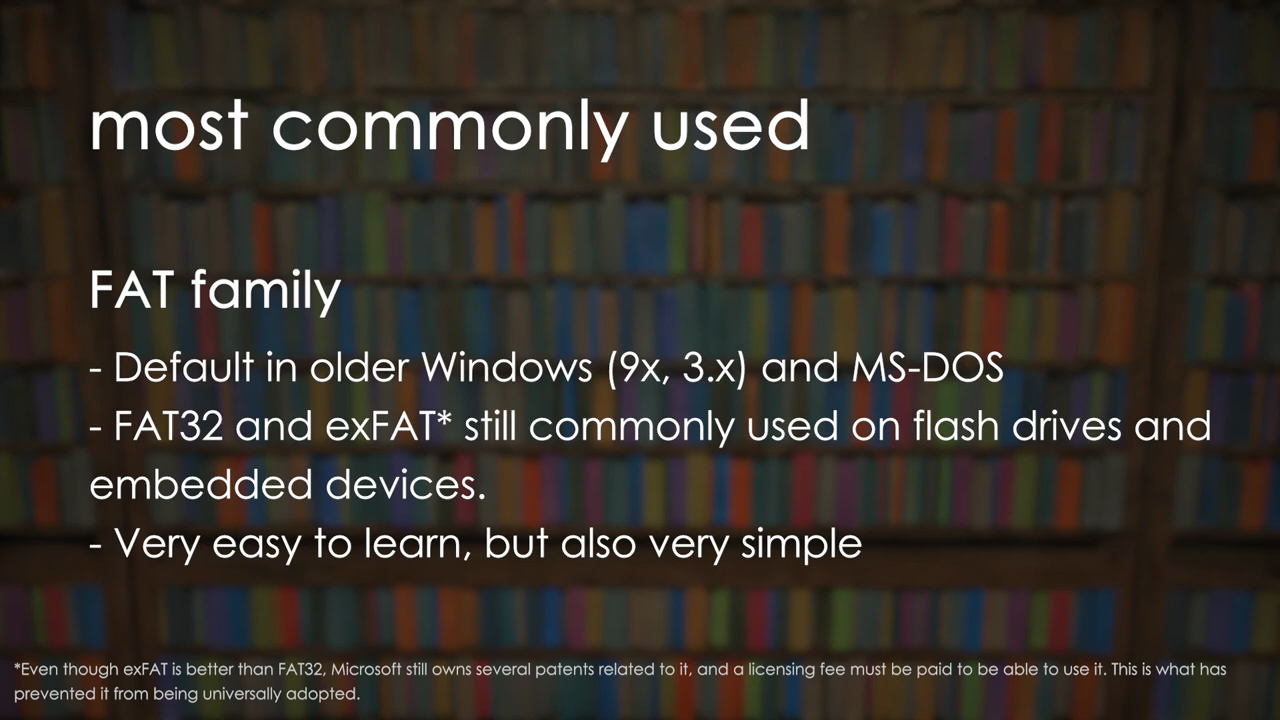 most commonly used
FAT family
- Default in older Windows (9x, 3.x) and MS-DOS
- FAT32 and exFAT* still commonly used on flash drives and
embedded devices.
- Very easy to learn, but also very simple
*Even though exFAT is better than FAT32, Microsoft still owns several patents related to it, and a licensing fee must be paid to be able to use it. This is what has
prevented it from being universally adopted.